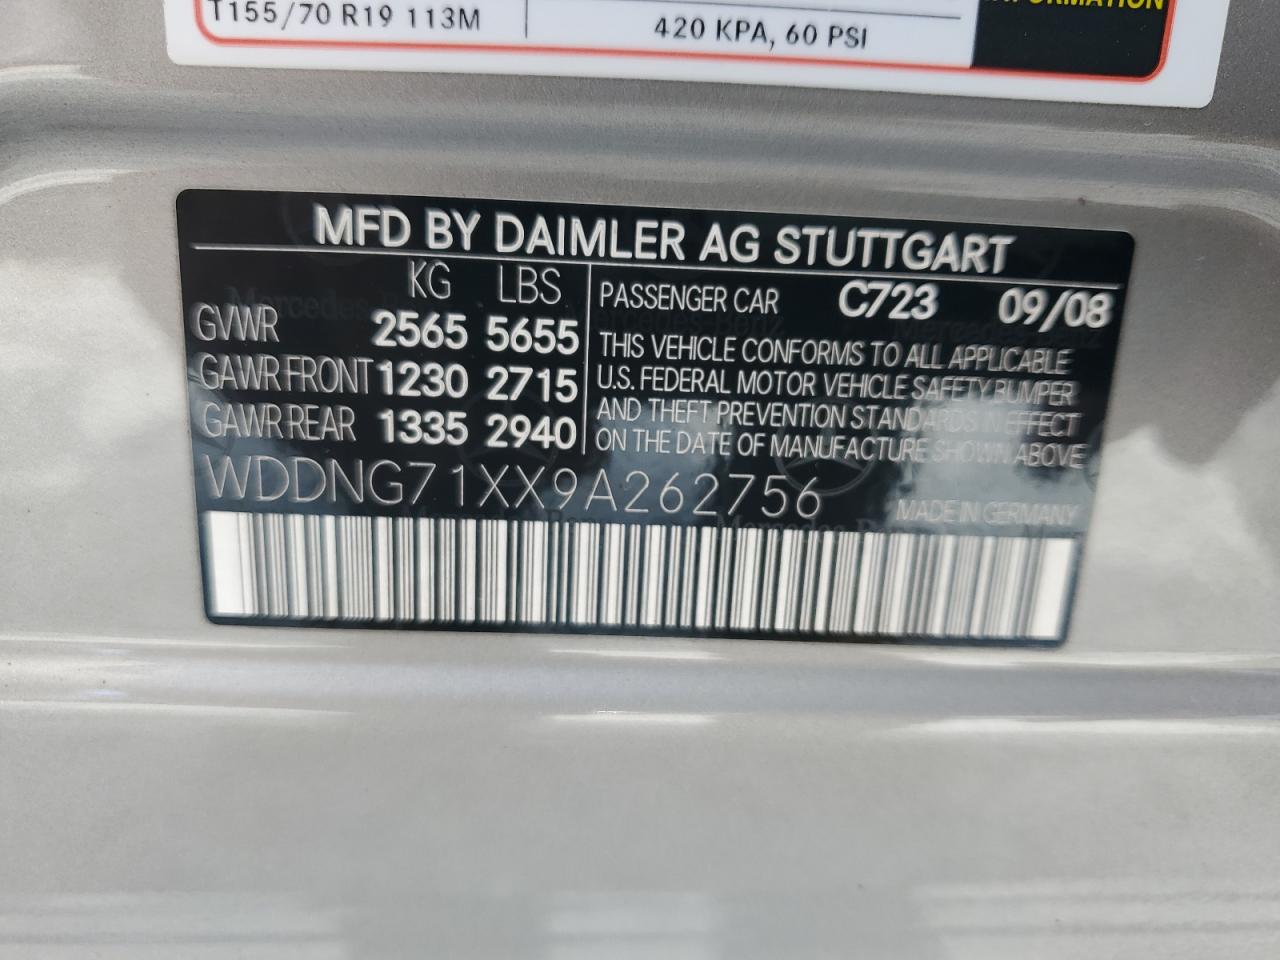 T155/70 R19 113M
420 KPA, 60 PSI
MFD BY DAIMLER AG STUTTGART
KG LBS
GVWR 2565 5655
GAWR FRONT 1230 2715
GAWR REAR 1335 2940
PASSENGER CAR C723 09/08
THIS VEHICLE CONFORMS TO ALL APPLICABLE
U.S. FEDERAL MOTOR VEHICLE SAFETY BUMPER
AND THEFT PREVENTION STANDARDS IN EFFECT
ON THE DATE OF MANUFACTURE SHOWN ABOVE
WDDNG71XX9A262756
MADE IN GERMANY